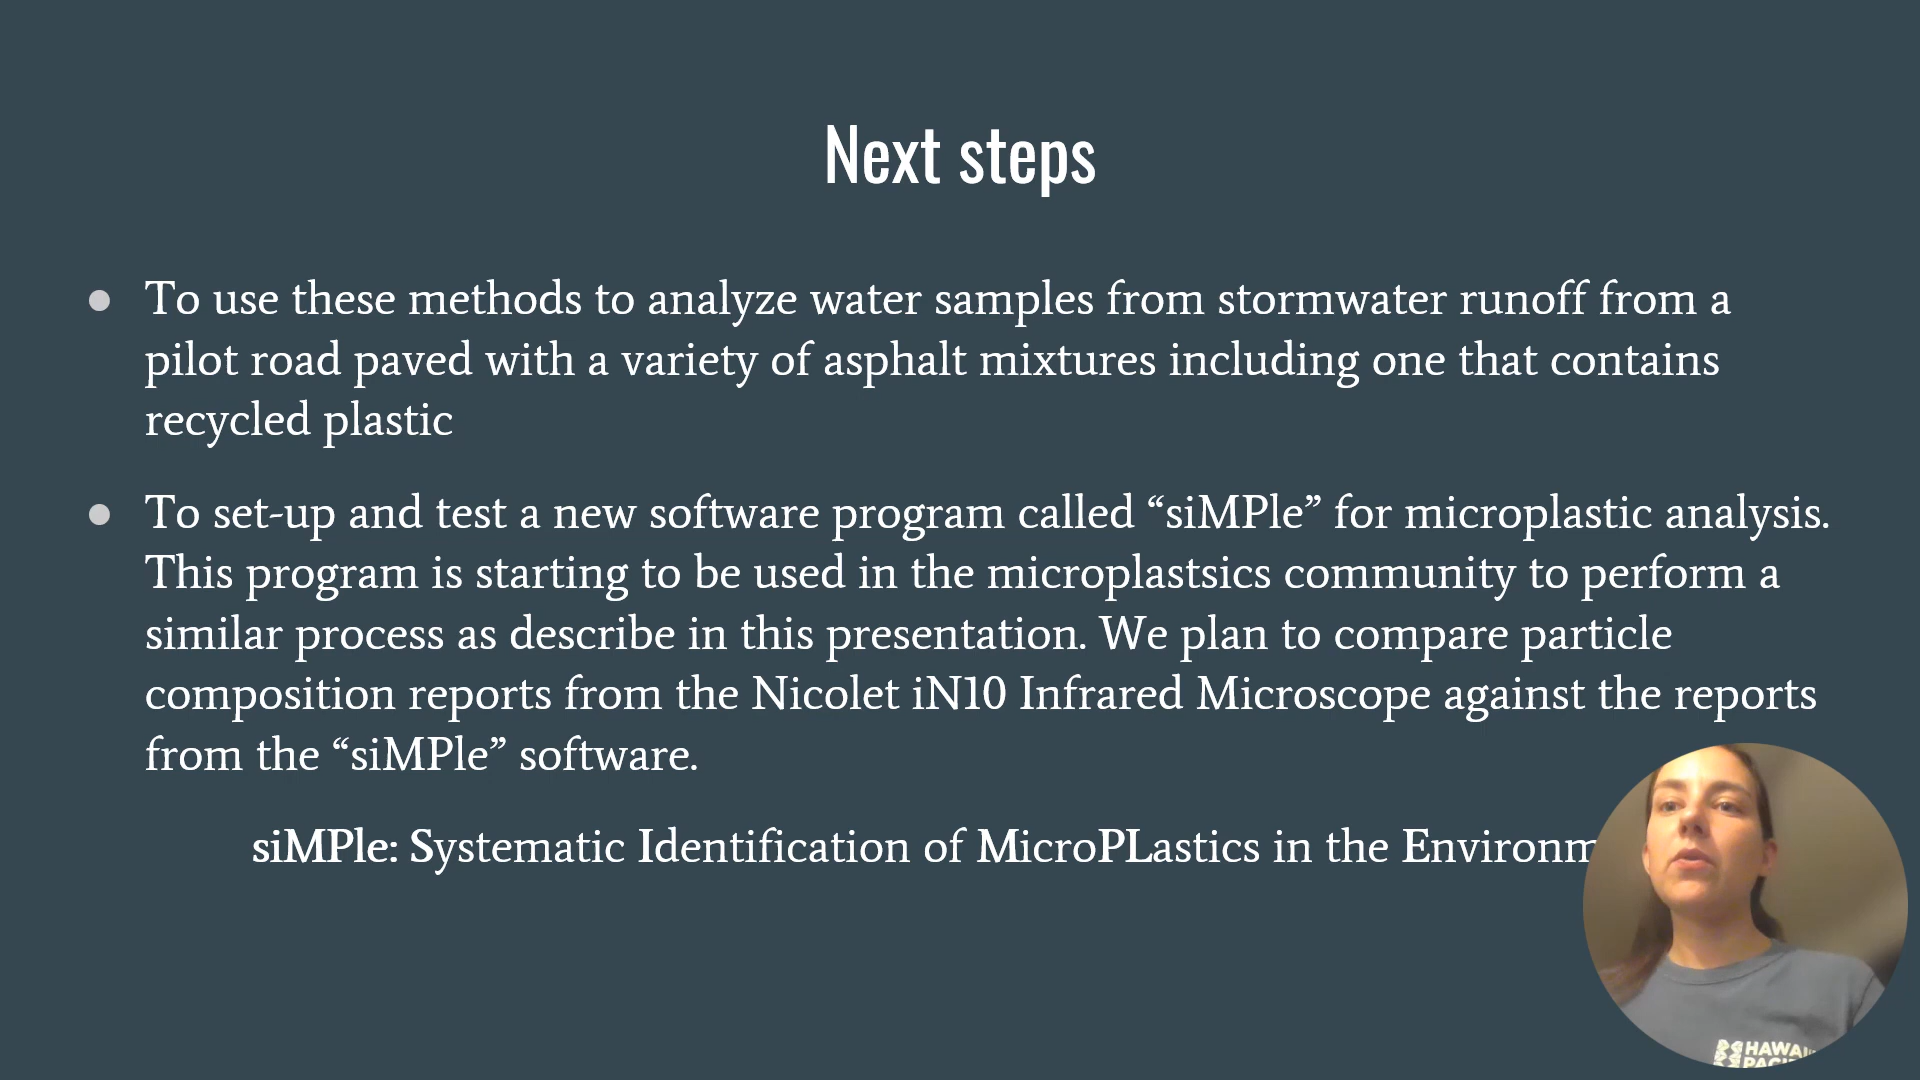 Next steps
● To use these methods to analyze water samples from stormwater runoff from a
pilot road paved with a variety of asphalt mixtures including one that contains
recycled plastic
● To set-up and test a new software program called “siMPle” for microplastic analysis.
This program is starting to be used in the microplastsics community to perform a
similar process as describe in this presentation. We plan to compare particle
composition reports from the Nicolet iN10 Infrared Microscope against the reports
from the “siMPle” software.
siMPle: Systematic Identification of MicroPLastics in the
HAWAI